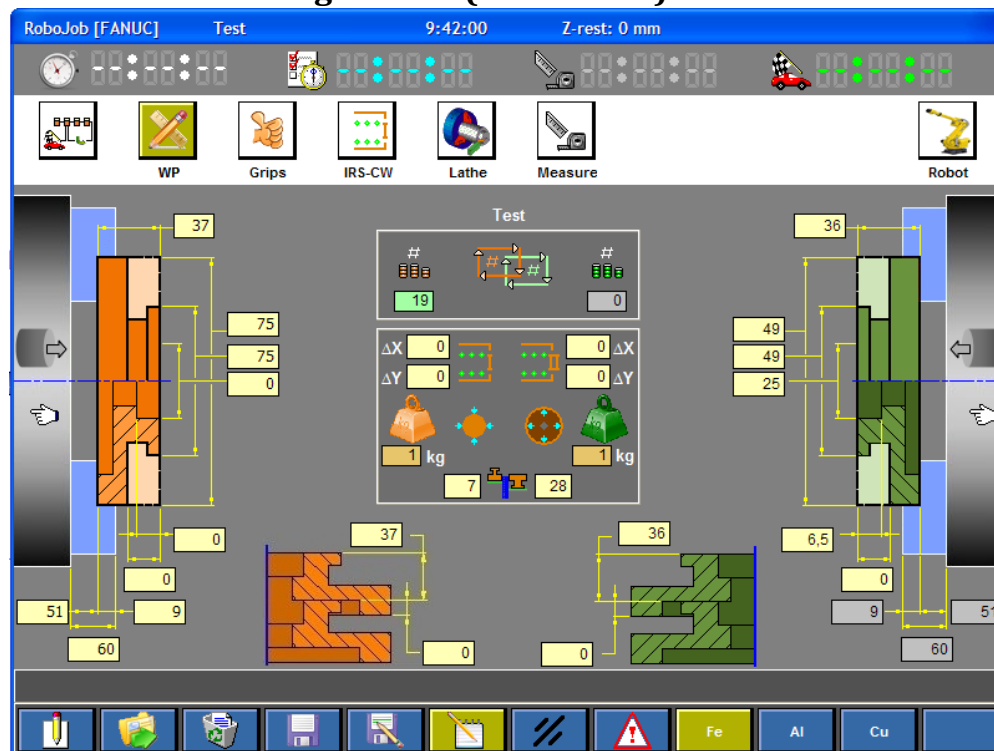 RoboJob [FANUC] Test 9:42:00 Z-rest: 0 mm
WP Grips IRS-CW Lathe Measure Robot
Test
37 36
# # # #
19 0
75 49
75 49
0 25
ΔX 0 0 ΔX
ΔY 0 0 ΔY
1 kg 1 kg
7 28
0 37 36 6,5
0 0
51 9 9 51
60 0 0 60
Fe Al Cu